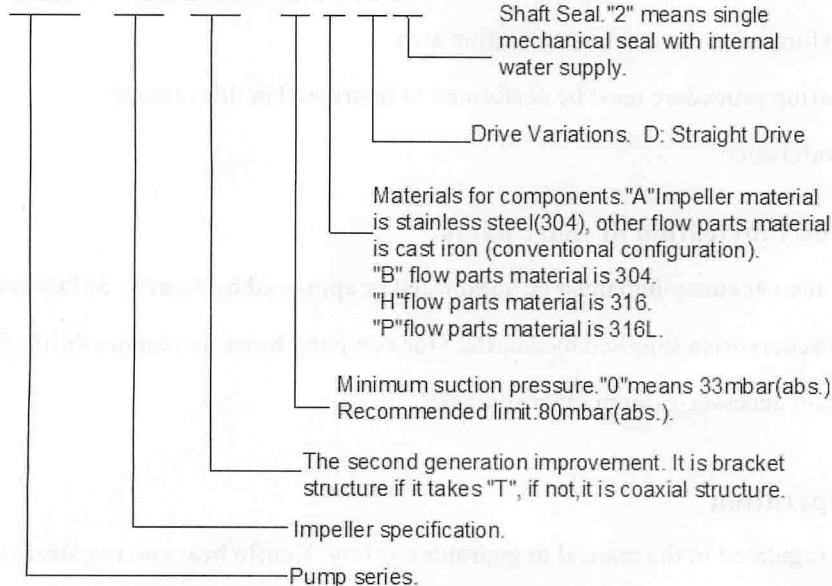 Shaft Seal."2" means single
mechanical seal with internal
water supply.
Drive Variations. D: Straight Drive
Materials for components."A"Impeller material
is stainless steel(304), other flow parts material
is cast iron (conventional configuration).
"B" flow parts material is 304.
"H"flow parts material is 316.
"P"flow parts material is 316L.
Minimum suction pressure."0"means 33mbar(abs.)
Recommended limit:80mbar(abs.).
The second generation improvement. It is bracket
structure if it takes "T", if not,it is coaxial structure.
Impeller specification.
Pump series.